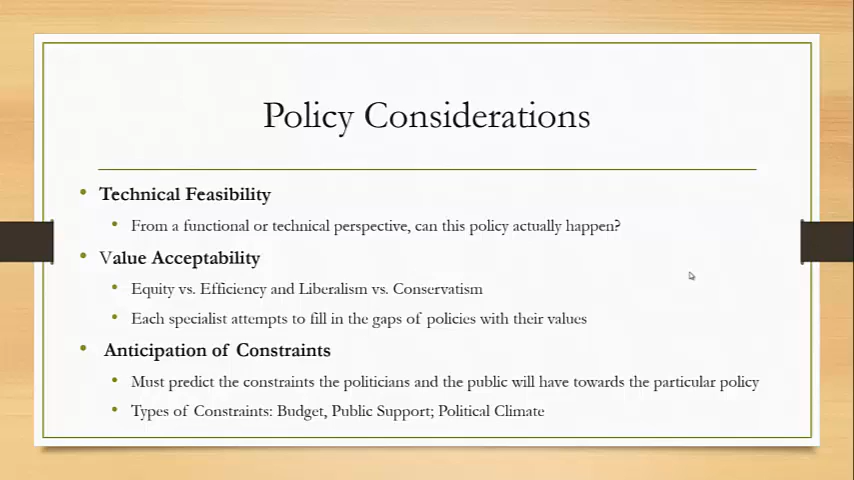 Policy Considerations
• Technical Feasibility
• From a functional or technical perspective, can this policy actually happen?
• Value Acceptability
• Equity vs. Efficiency and Liberalism vs. Conservatism
• Each specialist attempts to fill in the gaps of policies with their values
• Anticipation of Constraints
• Must predict the constraints the politicians and the public will have towards the particular policy
• Types of Constraints: Budget, Public Support; Political Climate